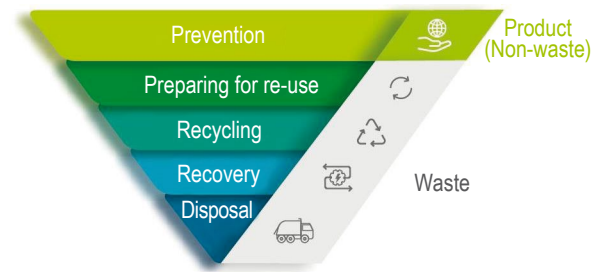 Prevention
Product
(Non-waste)
Preparing for re-use
Recycling
Recovery
Waste
Disposal